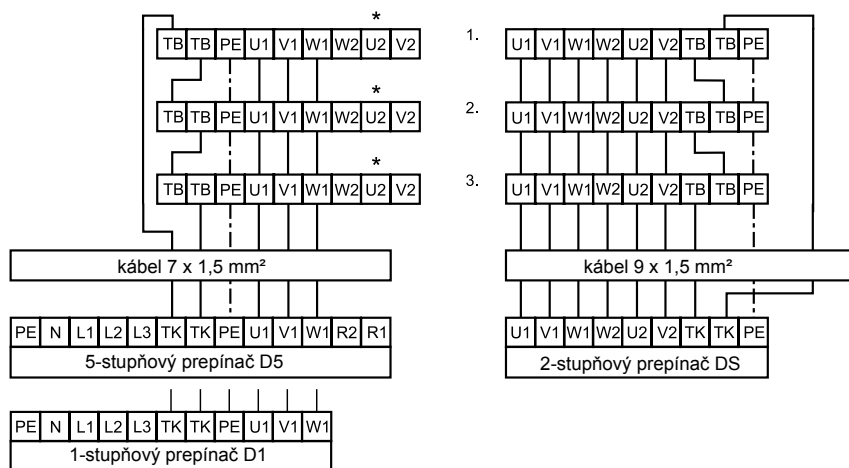 *
TB TB PE U1 V1 W1 W2 U2 V2
*
TB TB PE U1 V1 W1 W2 U2 V2
*
TB TB PE U1 V1 W1 W2 U2 V2
kábel 7 x 1,5 mm²
PE N L1 L2 L3 TK TK PE U1 V1 W1 R2 R1
5-stupňový prepínač D5
PE N L1 L2 L3 TK TK PE U1 V1 W1
1-stupňový prepínač D1
1. U1 V1 W1 W2 U2 V2 TB TB PE
2. U1 V1 W1 W2 U2 V2 TB TB PE
3. U1 V1 W1 W2 U2 V2 TB TB PE
kábel 9 x 1,5 mm²
U1 V1 W1 W2 U2 V2 TK TK PE
2-stupňový prepínač DS